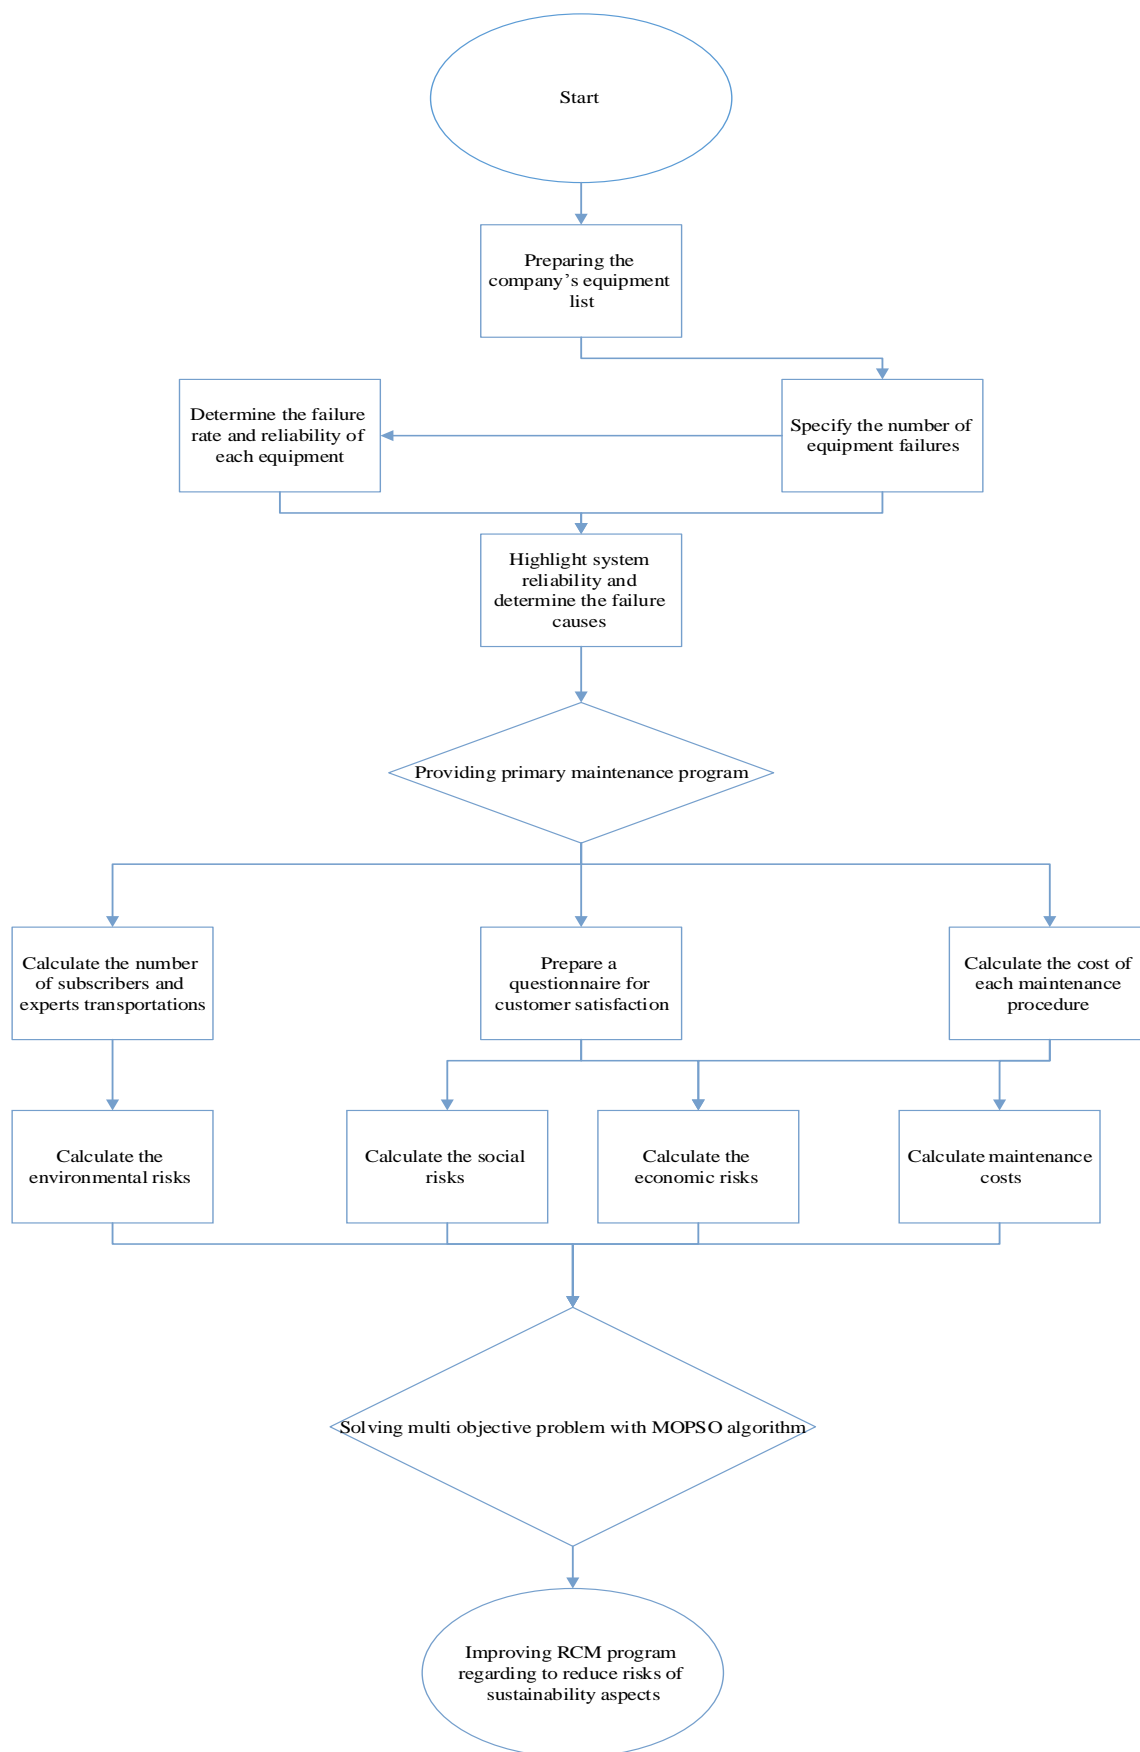 Start
Preparing the
company’s equipment
list
Determine the failure
rate and reliability of
each equipment
Specify the number of
equipment failures
Highlight system
reliability and
determine the failure
causes
Providing primary maintenance program
Calculate the number
of subscribers and
experts transportations
Prepare a
questionnaire for
customer satisfaction
Calculate the cost of
each maintenance
procedure
Calculate the
environmental risks
Calculate the social
risks
Calculate the
economic risks
Calculate maintenance
costs
Solving multi objective problem with MOPSO algorithm
Improving RCM program
regarding to reduce risks of
sustainability aspects